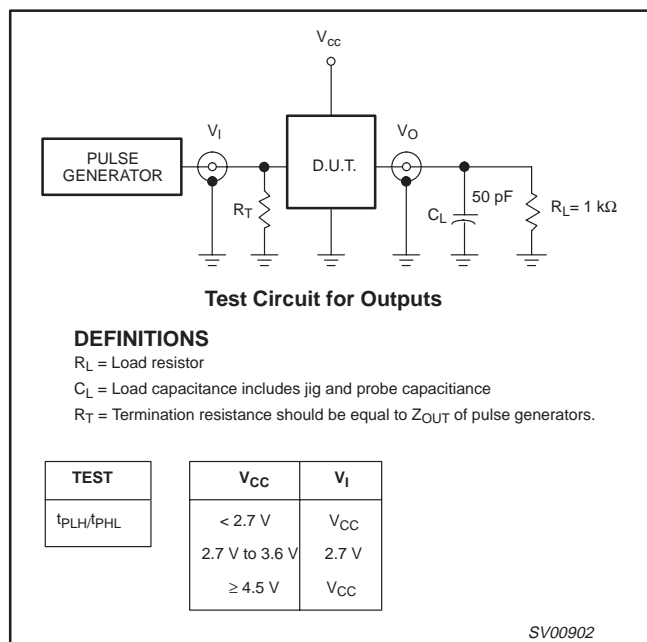 Vcc
PULSE GENERATOR
VI
RT
D.U.T.
VO
50 pF
CL
RL= 1 kΩ
Test Circuit for Outputs
DEFINITIONS
RL = Load resistor
CL = Load capacitance includes jig and probe capacitiance
RT = Termination resistance should be equal to ZOUT of pulse generators.
TEST
tPLH/tPHL
VCC VI
< 2.7 V VCC
2.7 V to 3.6 V 2.7 V
≥ 4.5 V VCC
SV00902